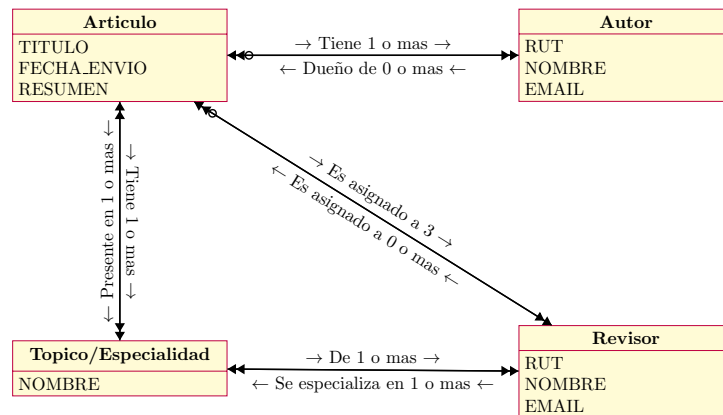 Articulo
TITULO
FECHA_ENVIO
RESUMEN
→ Tiene 1 o mas →
← Dueño de 0 o mas ←
Autor
RUT
NOMBRE
EMAIL
← Presente en 1 o mas ←
→ Tiene 1 o mas →
→ Es asignado a 3 →
← Es asignado a 0 o mas ←
Topico/Especialidad
NOMBRE
→ De 1 o mas →
← Se especializa en 1 o mas ←
Revisor
RUT
NOMBRE
EMAIL